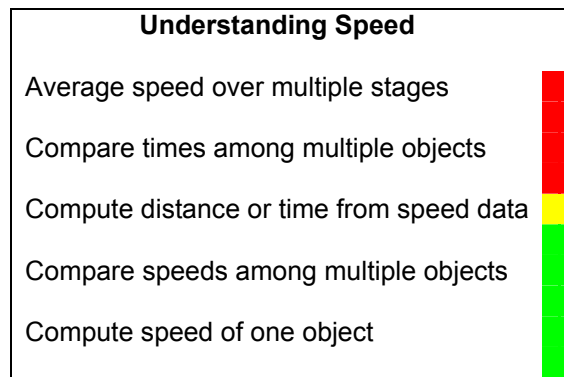 Understanding Speed
Average speed over multiple stages
Compare times among multiple objects
Compute distance or time from speed data
Compare speeds among multiple objects
Compute speed of one object